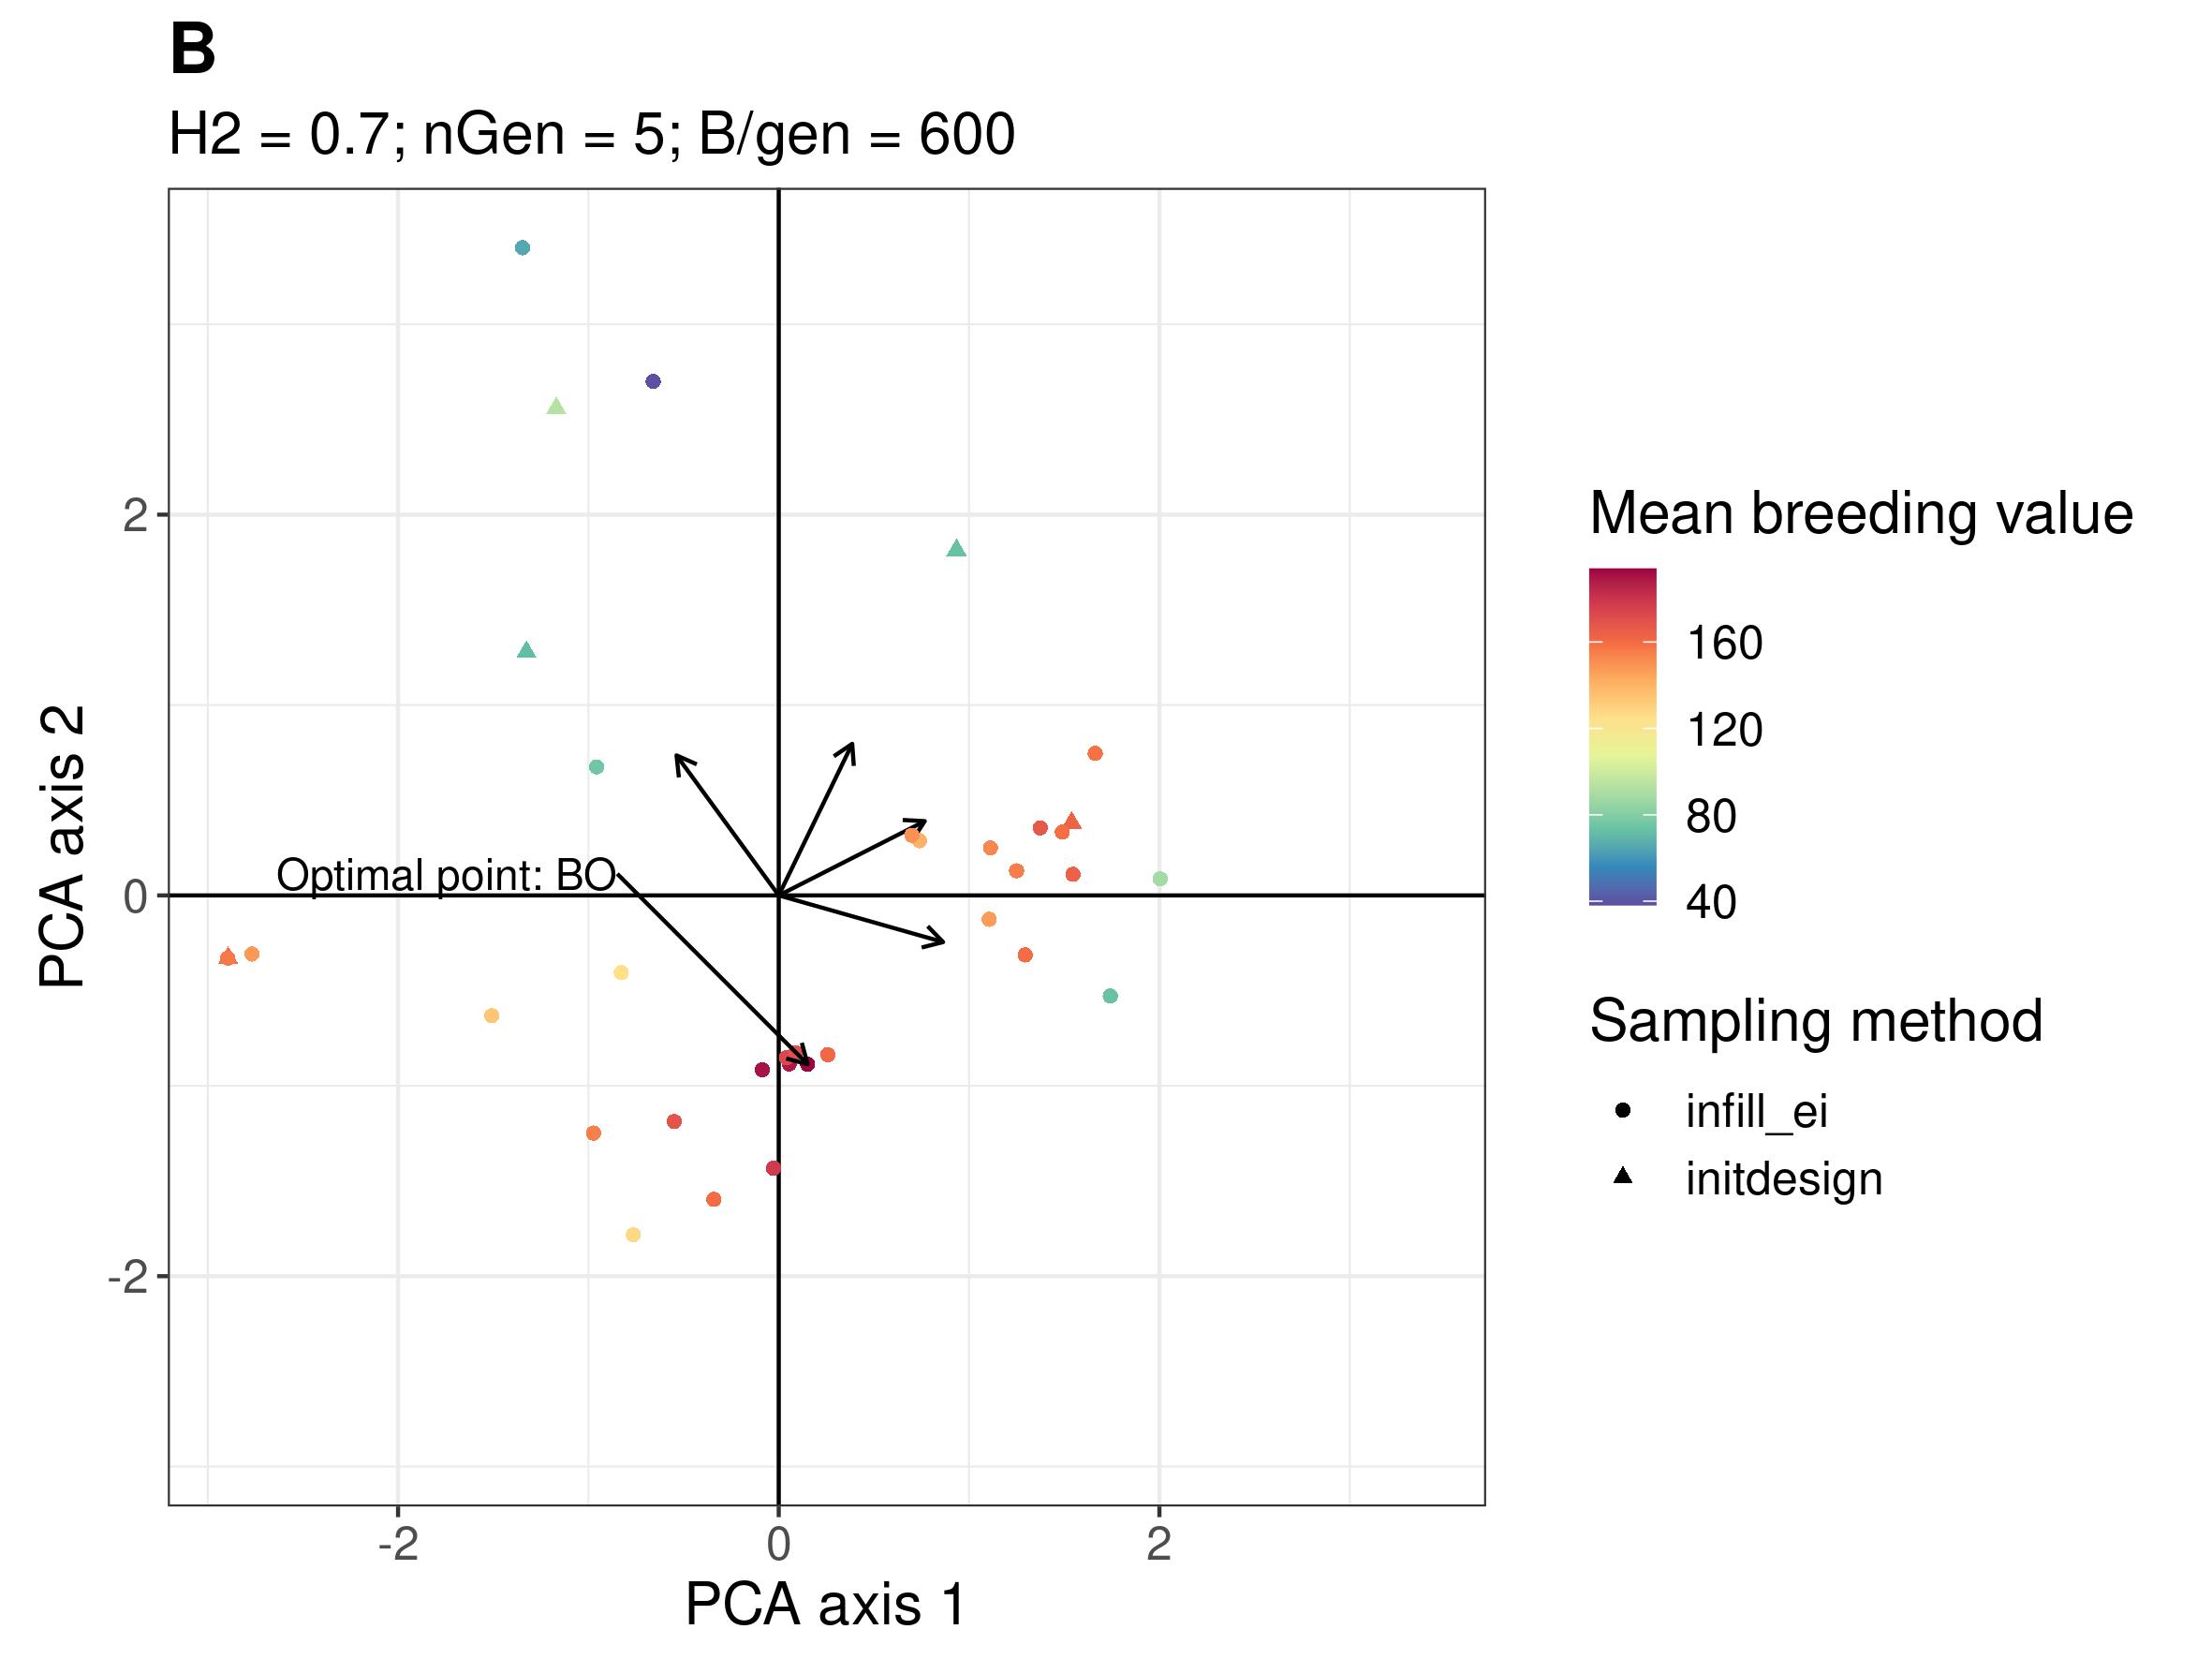 B
H2 = 0.7; nGen = 5; B/gen = 600
PCA axis 2
2
0
-2
Optimal point: BO
-2
0
2
PCA axis 1
Mean breeding value
160
120
80
40
Sampling method
infill_ei
initdesign